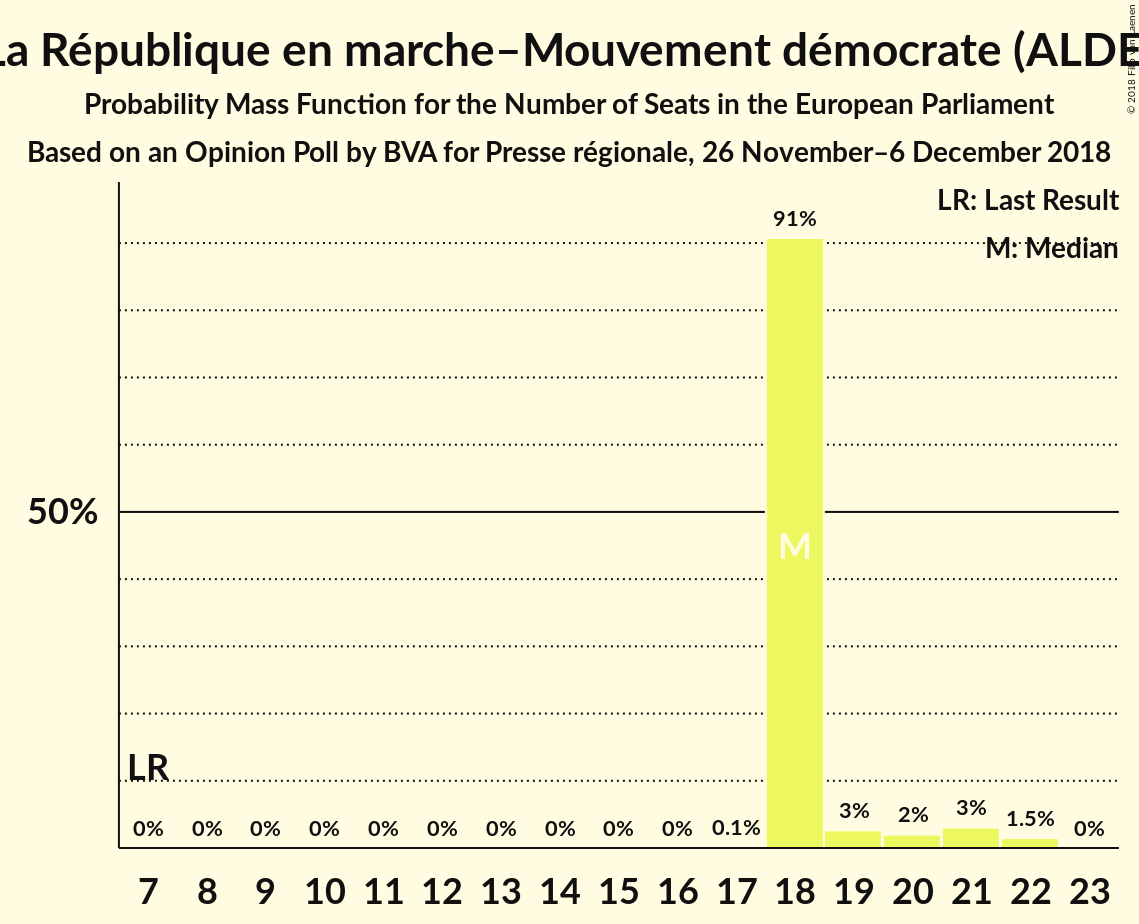 La République en marche–Mouvement démocrate (ALDE
Probability Mass Function for the Number of Seats in the European Parliament
Based on an Opinion Poll by BVA for Presse régionale, 26 November–6 December 2018
© 2018
LR: Last Result
M: Median
91%
50%
M
LR
0% 0% 0% 0% 0% 0% 0% 0% 0% 0% 0.1% 3% 2% 3% 1.5% 0%
7 8 9 10 11 12 13 14 15 16 17 18 19 20 21 22 23